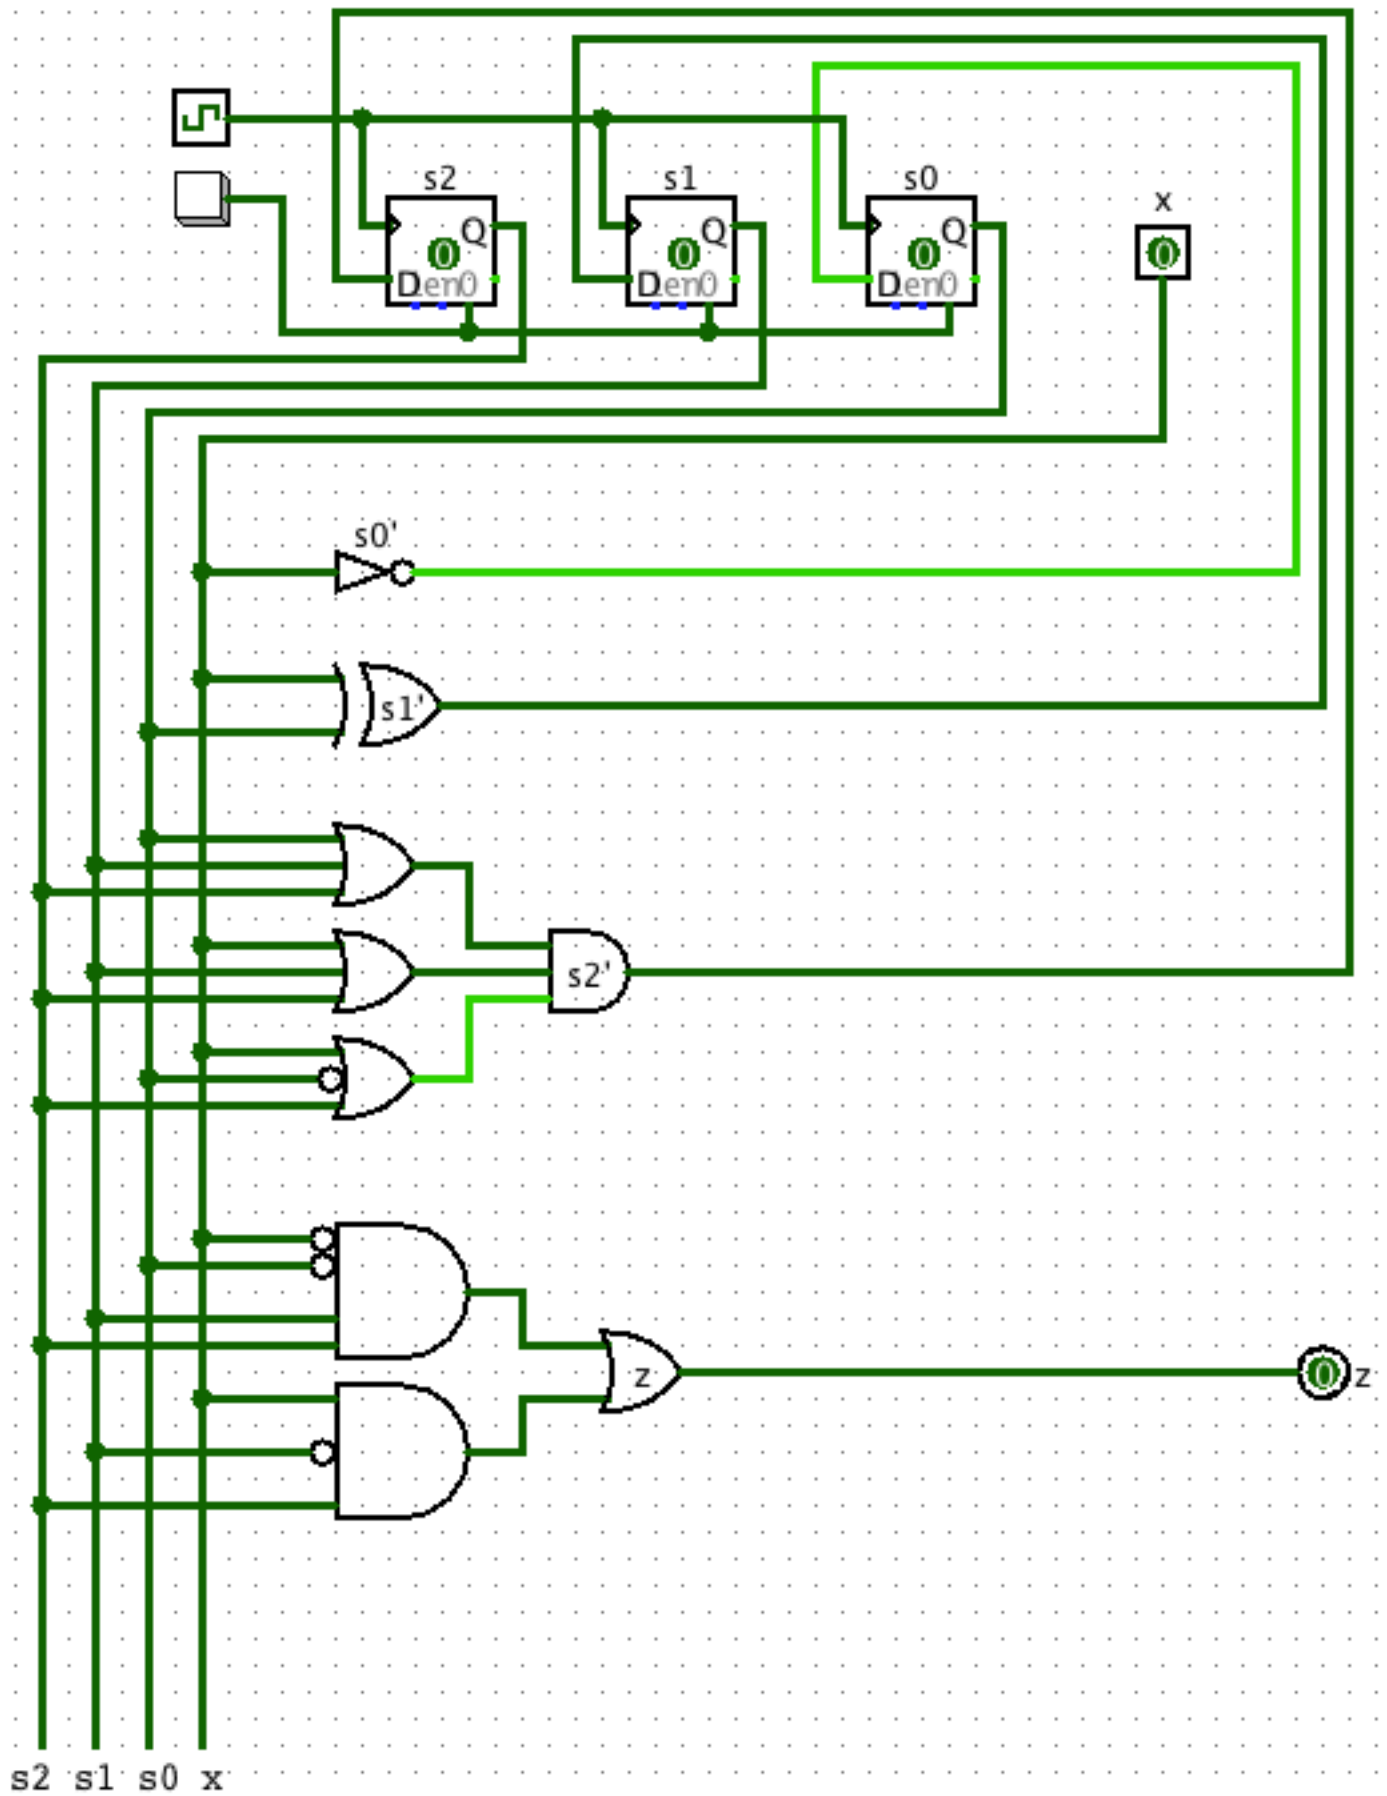 s2 s1 s0
x
Q Q Q
0 0 0 0
D en0 D en0 D en0
s0'
s1'
s2'
z 0 z
s2 s1 s0 x